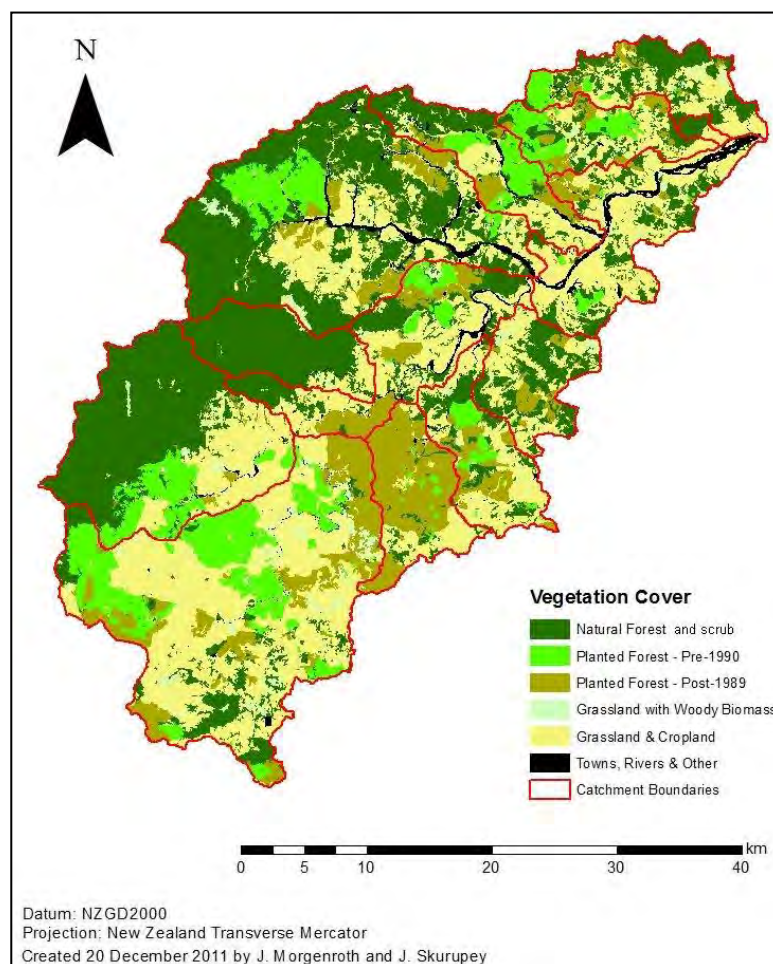 N
Vegetation Cover
Natural Forest and scrub
Planted Forest - Pre-1990
Planted Forest - Post-1989
Grassland with Woody Biomass
Grassland & Cropland
Towns, Rivers & Other
Catchment Boundaries
km
0 5 10 20 30 40
Datum: NZGD2000
Projection: New Zealand Transverse Mercator
Created 20 December 2011 by J. Morgenroth and J. Skurupey